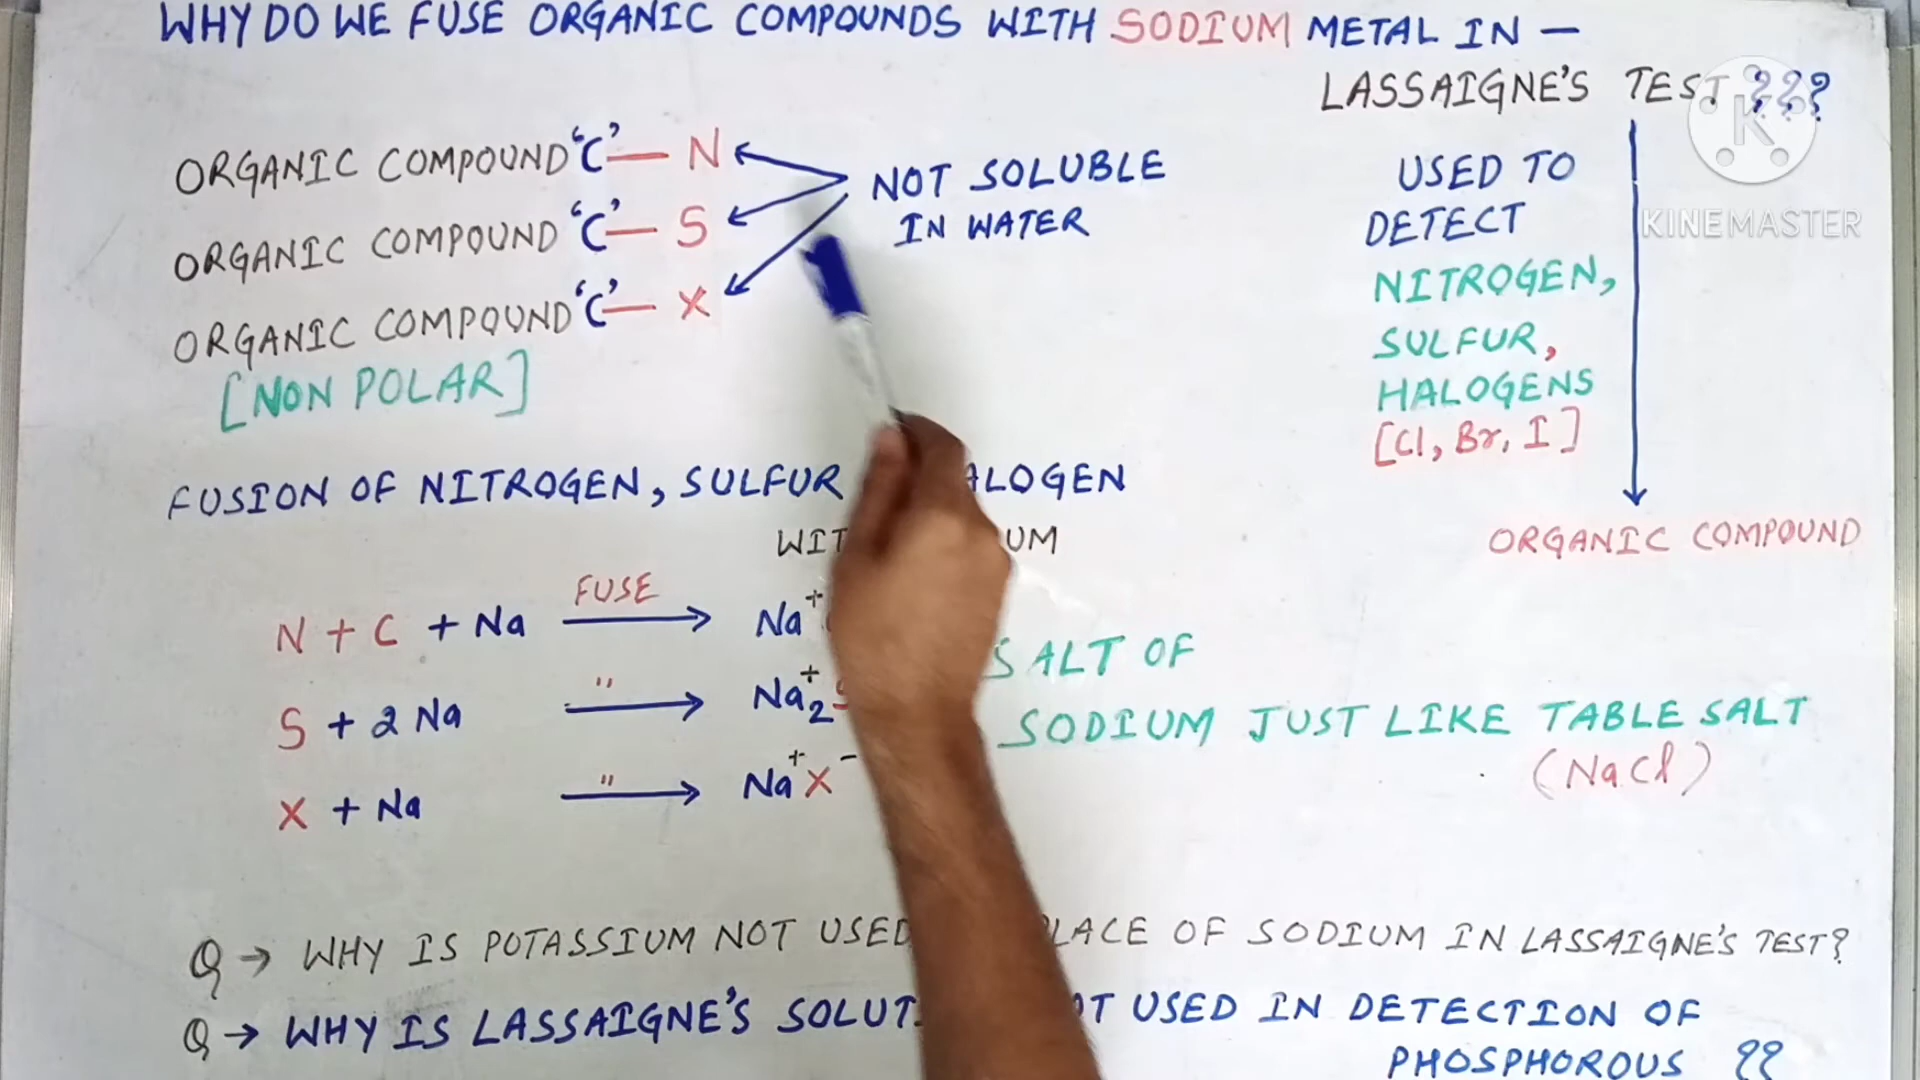 WHY DO WE FUSE ORGANIC COMPOUNDS WITH SODIUM METAL IN —
LASSAIGNE'S TEST ???
K
KINEMASTER
ORGANIC COMPOUND 'C' — N
ORGANIC COMPOUND 'C' — S
ORGANIC COMPOUND 'C' — X
[NON POLAR]
NOT SOLUBLE
IN WATER
USED TO
DETECT
NITROGEN,
SULFUR,
HALOGENS
[Cl, Br, I]
ORGANIC COMPOUND
FUSION OF NITROGEN, SULFUR ALOGEN
WIT UM
N + C + Na FUSE → Na+
S + 2 Na " → Na2+ S
X + Na " → Na+ X-
SALT OF
SODIUM JUST LIKE TABLE SALT
(NaCl)
Q → WHY IS POTASSIUM NOT USED LACE OF SODIUM IN LASSAIGNE'S TEST?
Q → WHY IS LASSAIGNE'S SOLUT OT USED IN DETECTION OF
PHOSPHOROUS ??